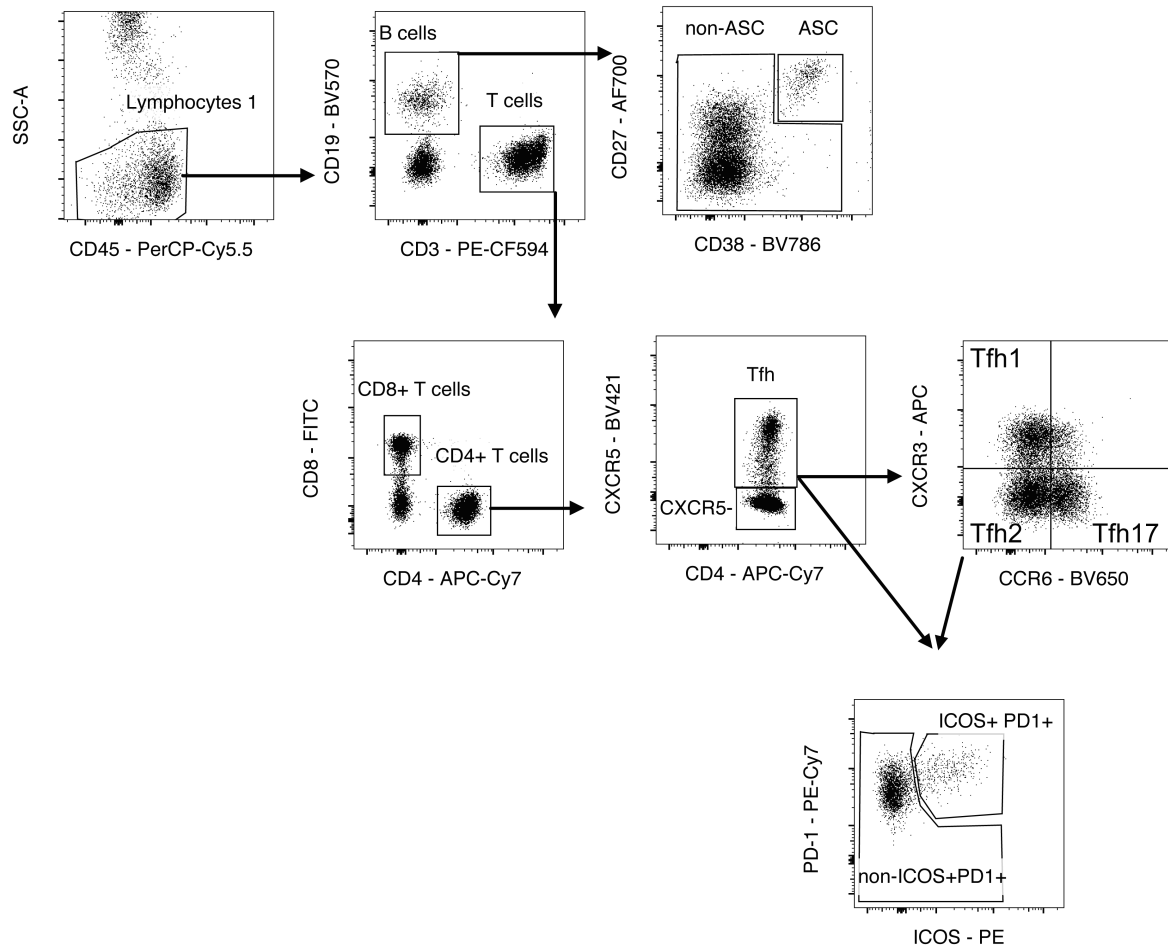 SSC-A
Lymphocytes 1
CD45 - PerCP-Cy5.5
CD19 - BV570
B cells
T cells
CD3 - PE-CF594
CD27 - AF700
non-ASC
ASC
CD38 - BV786
CD8 - FITC
CD8+ T cells
CD4+ T cells
CD4 - APC-Cy7
CXCR5 - BV421
Tfh
CXCR5-
CD4 - APC-Cy7
CXCR3 - APC
Tfh1
Tfh2
Tfh17
CCR6 - BV650
PD-1 - PE-Cy7
ICOS+ PD1+
non-ICOS+PD1+
ICOS - PE